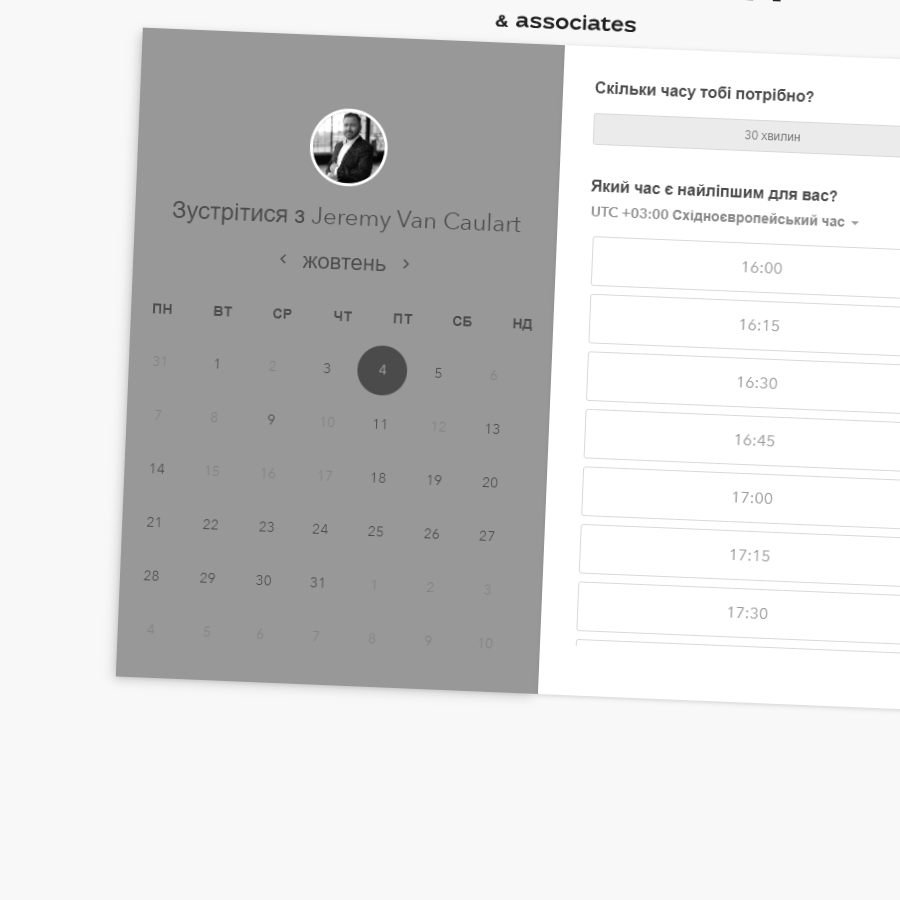 & associates
Зустрітися з Jeremy Van Caulart
‹ жовтень ›
ПН ВТ СР ЧТ ПТ СБ НД
31 1 2 3 4 5 6
7 8 9 10 11 12 13
14 15 16 17 18 19 20
21 22 23 24 25 26 27
28 29 30 31 1 2 3
4 5 6 7 8 9 10
Скільки часу тобі потрібно?
30 хвилин
Який час є найліпшим для вас?
UTC +03:00 Східноєвропейський час
16:00
16:15
16:30
16:45
17:00
17:15
17:30